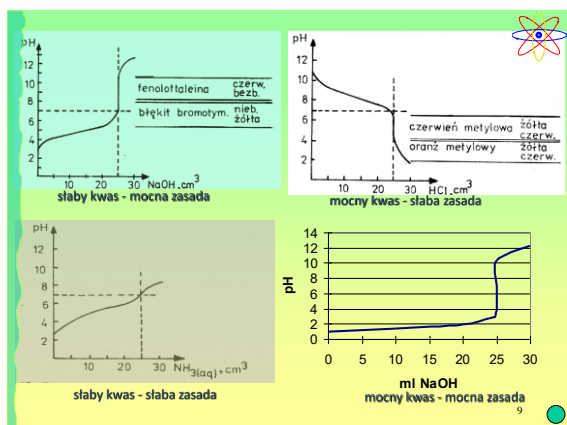 pH
12
10
8
6
4
2
fenolottaleina czerw. bezb.
błękit bromotym. nieb. żółta
10 20 30
NaOH, cm³
słaby kwas - mocna zasada
pH
12
10
8
6
4
2
czerwień metylowa żółta czerw.
oranż metylowy żółta czerw.
10 20 30
HCl, cm³
mocny kwas - słaba zasada
pH
12
10
8
6
4
2
10 20 30
NH₃(aq), cm³
słaby kwas - słaba zasada
14
12
10
8
6
4
2
0
pH
0 5 10 15 20 25 30
ml NaOH
mocny kwas - mocna zasada
9